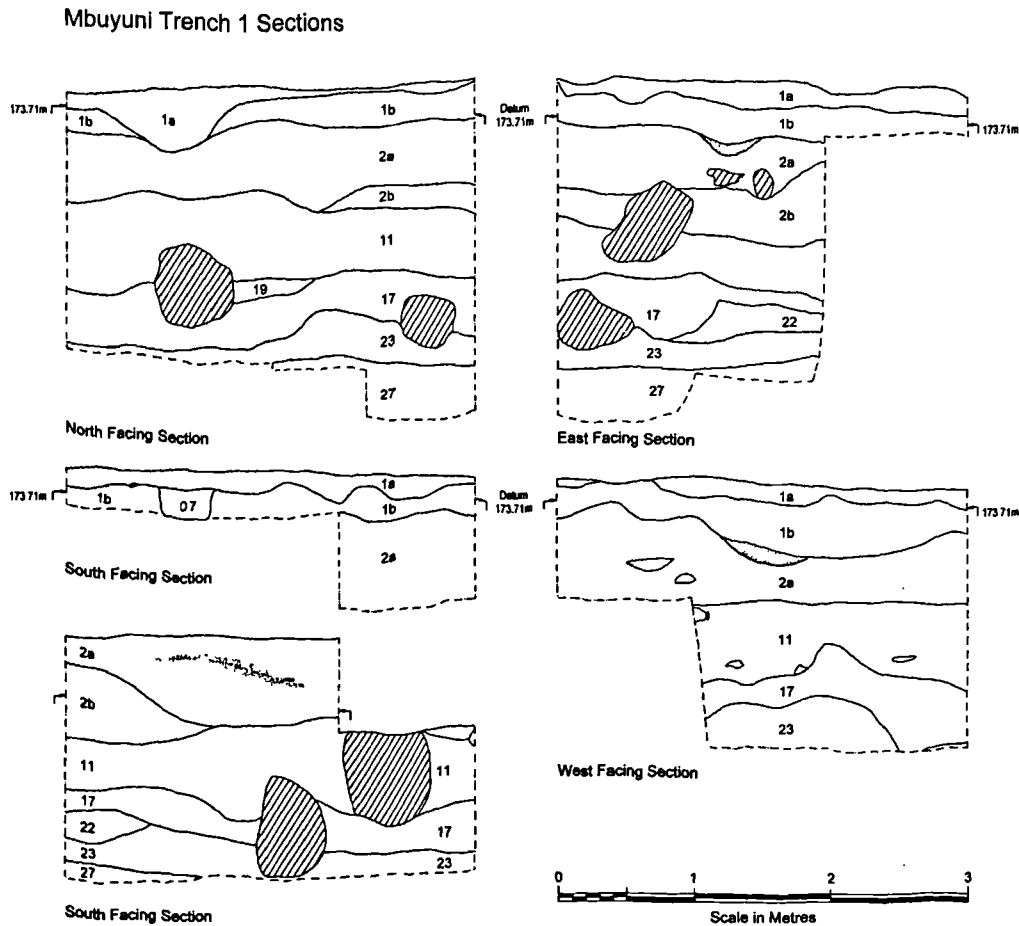 Mbuyuni Trench 1 Sections
173.71m
1b
1a
1b
2a
2b
11
19
17
23
27
North Facing Section
Datum
173.71m
1a
1b
173.71m
2a
2b
17
22
23
27
East Facing Section
173 71m
1b
07
1a
1b
2a
South Facing Section
Datum
173.71m
1a
1b
173 71m
2a
11
17
23
West Facing Section
2a
2b
11
11
17
22
17
23
23
27
South Facing Section
0 1 2 3
Scale in Metres